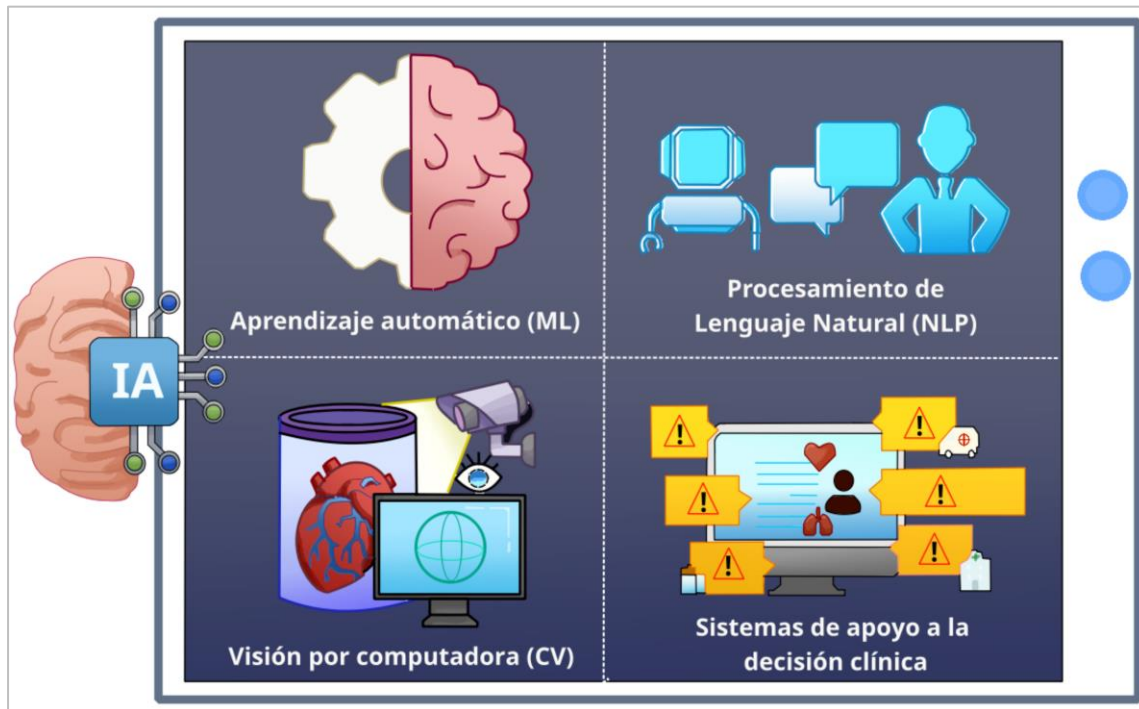 Aprendizaje automático (ML)
Procesamiento de
Lenguaje Natural (NLP)
IA
Visión por computadora (CV)
Sistemas de apoyo a la
decisión clínica